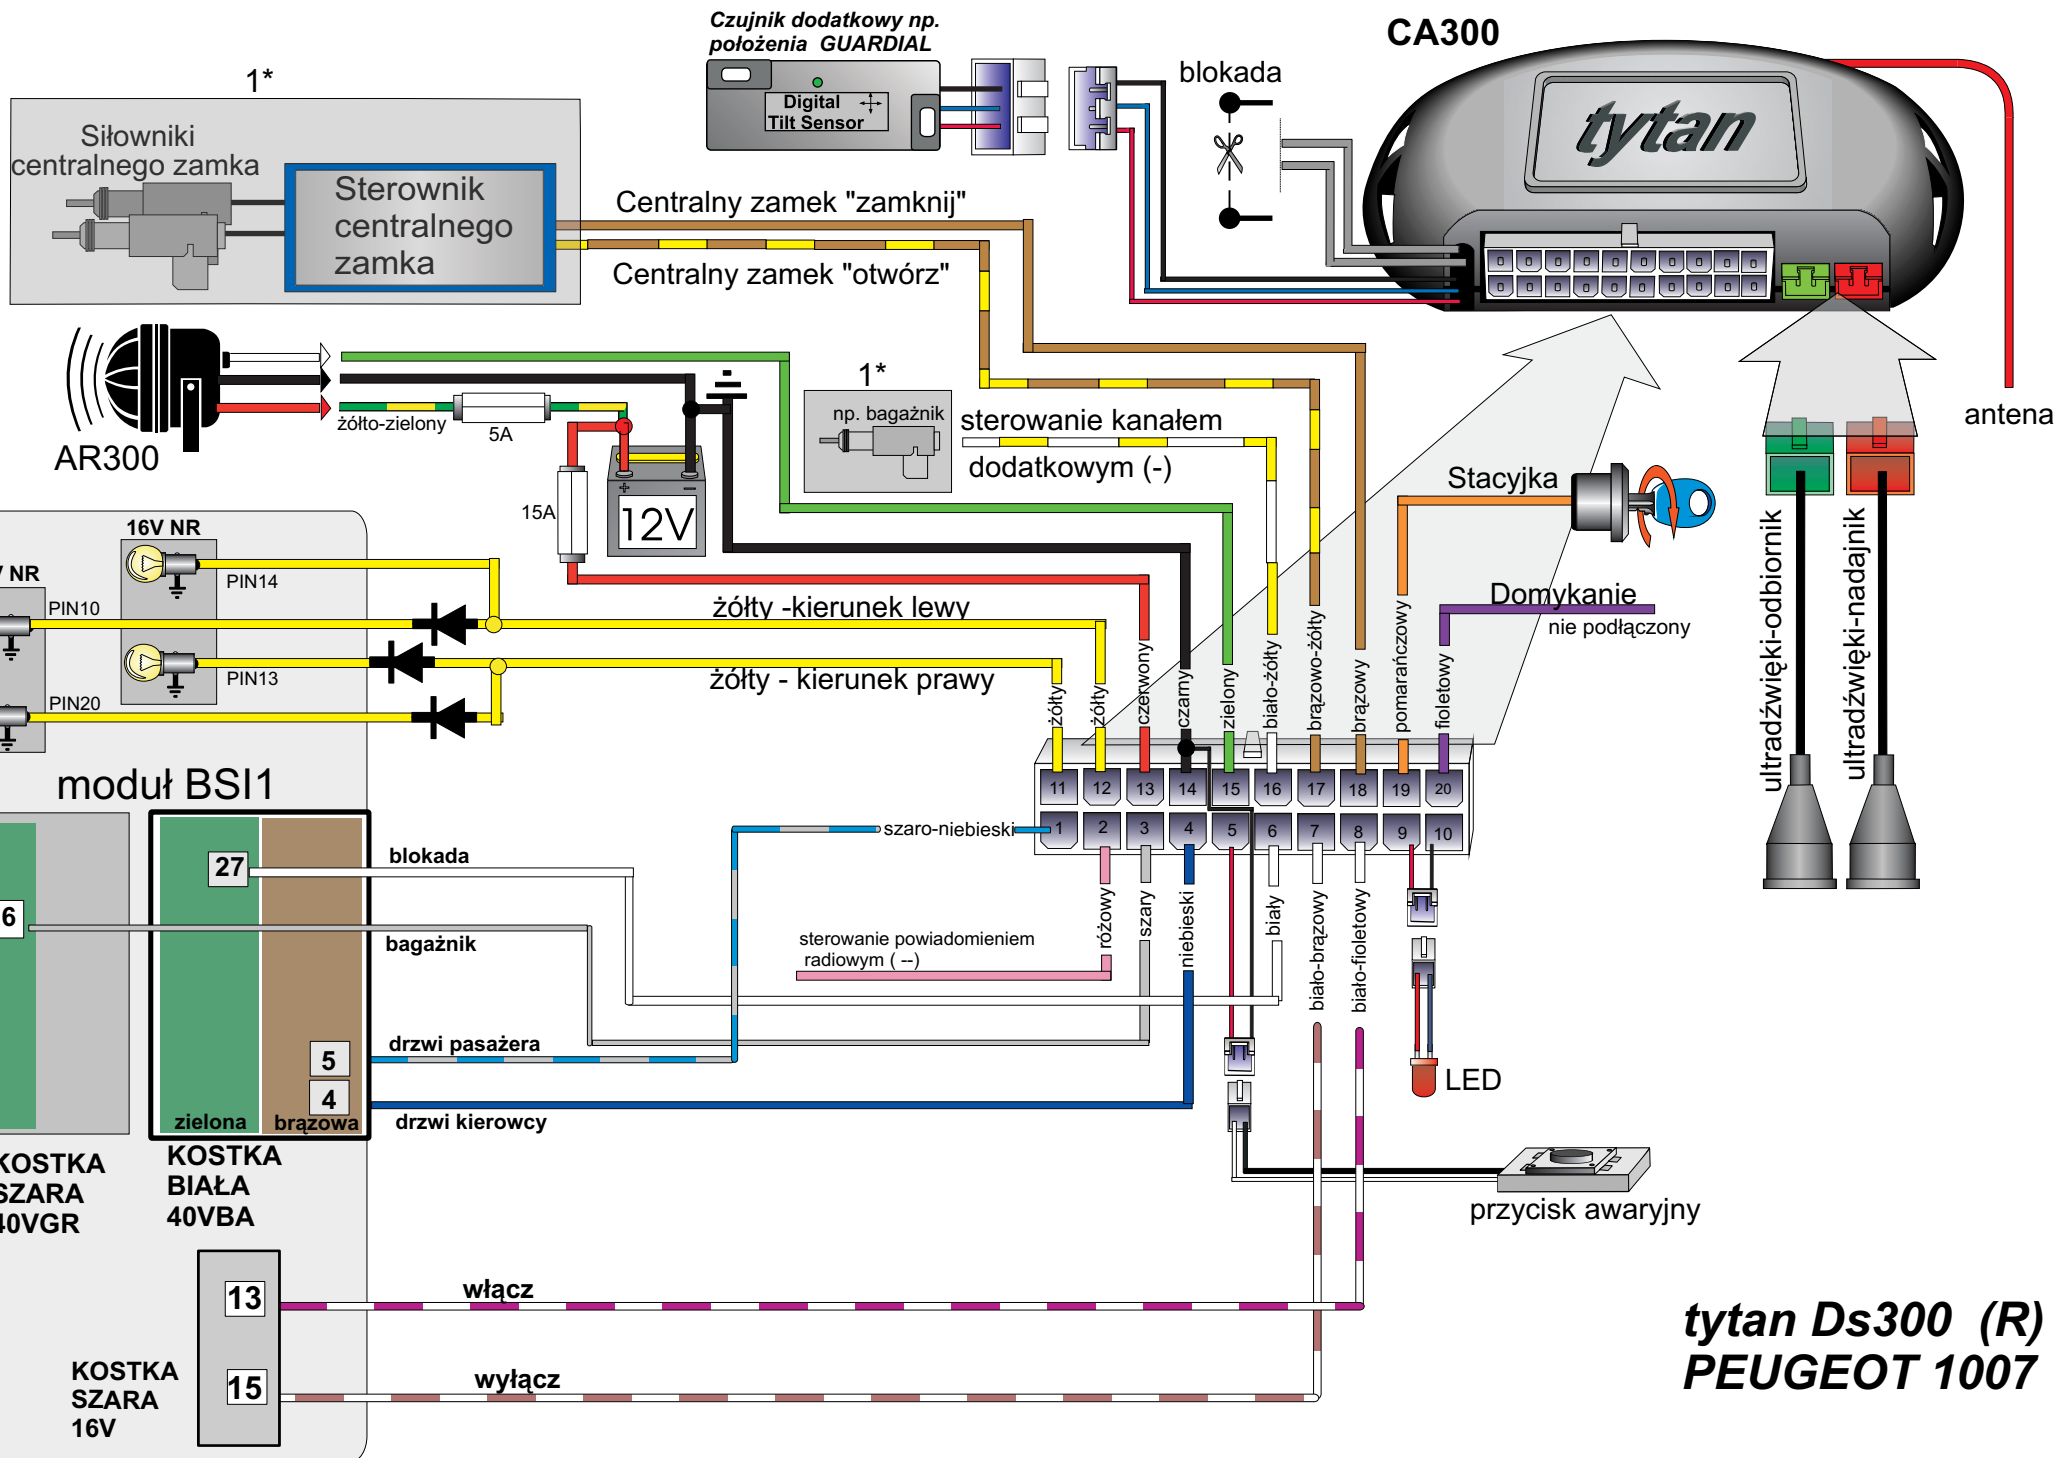 Czujnik dodatkowy np.
położenia GUARDIAL
CA300
1*
blokada
Digital
Tilt Sensor
tytan
Siłowniki
centralnego zamka
Sterownik
centralnego
zamka
Centralny zamek "zamknij"
Centralny zamek "otwórz"
AR300
żółto-zielony
5A
15A
+ −
12V
1*
np. bagażnik
sterowanie kanałem
dodatkowym (-)
Stacyjka
antena
Domykanie
nie podłączony
ultradźwięki-odbiornik
ultradźwięki-nadajnik
16V NR
PIN14
NR
PIN10
PIN13
PIN20
żółty -kierunek lewy
żółty - kierunek prawy
żółty
żółty
czerwony
czarny
zielony
biało-żółty
brązowo-żółty
brązowy
pomarańczowy
fioletowy
11 12 13 14 15 16 17 18 19 20
1 2 3 4 5 6 7 8 9 10
szaro-niebieski
różowy
szary
niebieski
biały
biało-brązowy
biało-fioletowy
moduł BSI1
27
blokada
6
bagażnik
sterowanie powiadomieniem
radiowym ( --)
5
drzwi pasażera
4
drzwi kierowcy
zielona
brązowa
LED
przycisk awaryjny
KOSTKA
SZARA
40VGR
KOSTKA
BIAŁA
40VBA
13
włącz
15
wyłącz
KOSTKA
SZARA
16V
tytan Ds300 (R)
PEUGEOT 1007